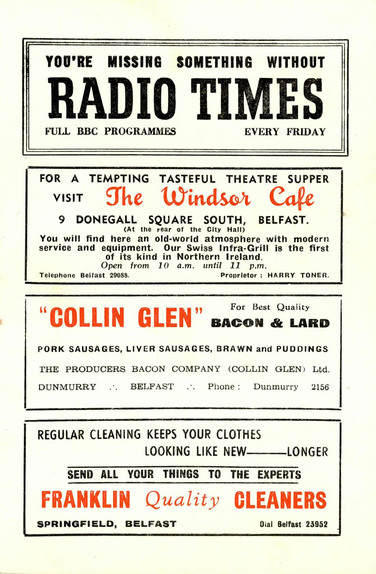 YOU'RE MISSING SOMETHING WITHOUT
RADIO TIMES
FULL BBC PROGRAMMES EVERY FRIDAY
FOR A TEMPTING TASTEFUL THEATRE SUPPER
VISIT The Windsor Cafe
9 DONEGALL SQUARE SOUTH, BELFAST.
(At the rear of the City Hall)
You will find here an old-world atmosphere with modern
service and equipment. Our Swiss Infra-Grill is the first
of its kind in Northern Ireland.
Open from 10 a.m. until 11 p.m.
Telephone Belfast 29088. Proprietor : HARRY TONER.
"COLLIN GLEN" For Best Quality
BACON & LARD
PORK SAUSAGES, LIVER SAUSAGES, BRAWN and PUDDINGS
THE PRODUCERS BACON COMPANY (COLLIN GLEN) Ltd.
DUNMURRY .·. BELFAST .·. Phone : Dunmurry 2156
REGULAR CLEANING KEEPS YOUR CLOTHES
LOOKING LIKE NEW———LONGER
SEND ALL YOUR THINGS TO THE EXPERTS
FRANKLIN Quality CLEANERS
SPRINGFIELD, BELFAST Dial Belfast 23952